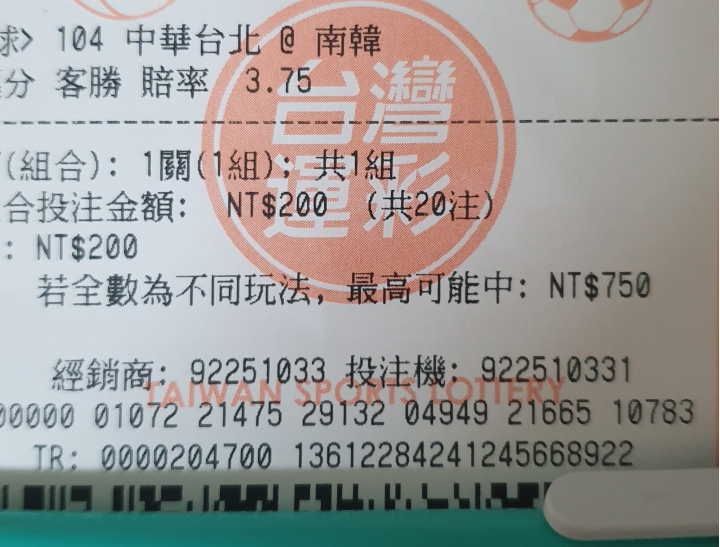 球> 104 中華台北 @ 南韓
分 客勝 賠率 3.75
台灣
運彩
(組合): 1關(1組); 共1組
合投注金額: NT$200 (共20注)
: NT$200
若全數為不同玩法, 最高可能中: NT$750
經銷商: 92251033 投注機: 922510331
TAIWAN SPORTS LOTTERY
00000 01072 21475 29132 04949 21665 10783
TR: 0000204700 13612284241245668922